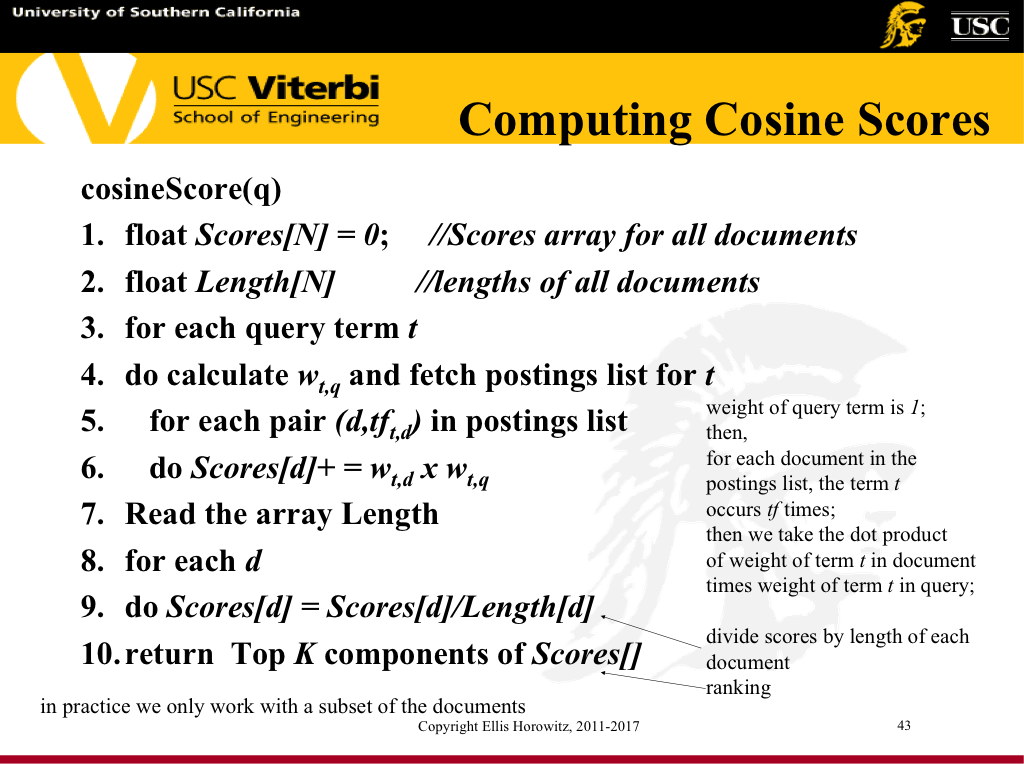 University of Southern California
USC
USC Viterbi
School of Engineering
Computing Cosine Scores
cosineScore(q)
1. float Scores[N] = 0; //Scores array for all documents
2. float Length[N] //lengths of all documents
3. for each query term t
4. do calculate wt,q and fetch postings list for t
5. for each pair (d,tft,d) in postings list
6. do Scores[d]+ = wt,d x wt,q
7. Read the array Length
8. for each d
9. do Scores[d] = Scores[d]/Length[d]
10. return Top K components of Scores[]
weight of query term is 1;
then,
for each document in the
postings list, the term t
occurs tf times;
then we take the dot product
of weight of term t in document
times weight of term t in query;
divide scores by length of each
document
ranking
in practice we only work with a subset of the documents
Copyright Ellis Horowitz, 2011-2017
43